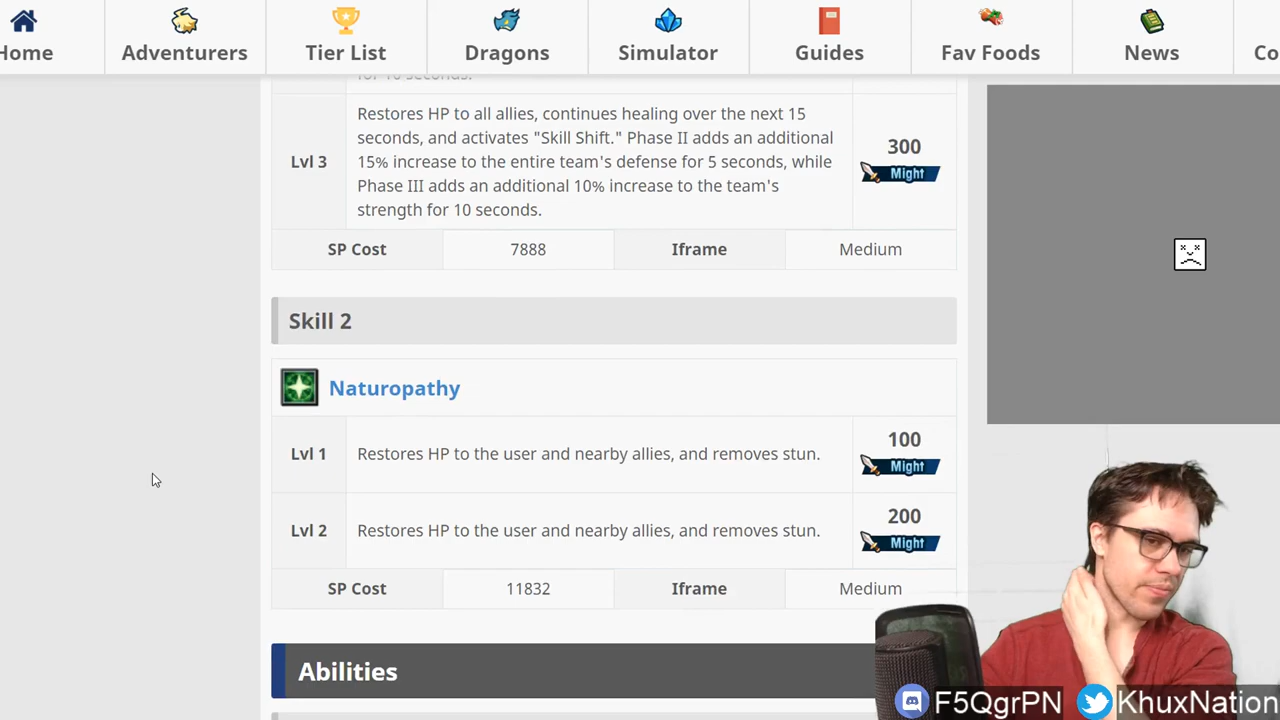 Home
Adventurers
Tier List
Dragons
Simulator
Guides
Fav Foods
News
for 10 seconds.
Lvl 3
Restores HP to all allies, continues healing over the next 15
seconds, and activates "Skill Shift." Phase II adds an additional
15% increase to the entire team's defense for 5 seconds, while
Phase III adds an additional 10% increase to the team's
strength for 10 seconds.
300
Might
SP Cost
7888
Iframe
Medium
Skill 2
Naturopathy
Lvl 1
Restores HP to the user and nearby allies, and removes stun.
100
Might
Lvl 2
Restores HP to the user and nearby allies, and removes stun.
200
Might
SP Cost
11832
Iframe
Medium
Abilities
F5QgrPN
KhuxNation